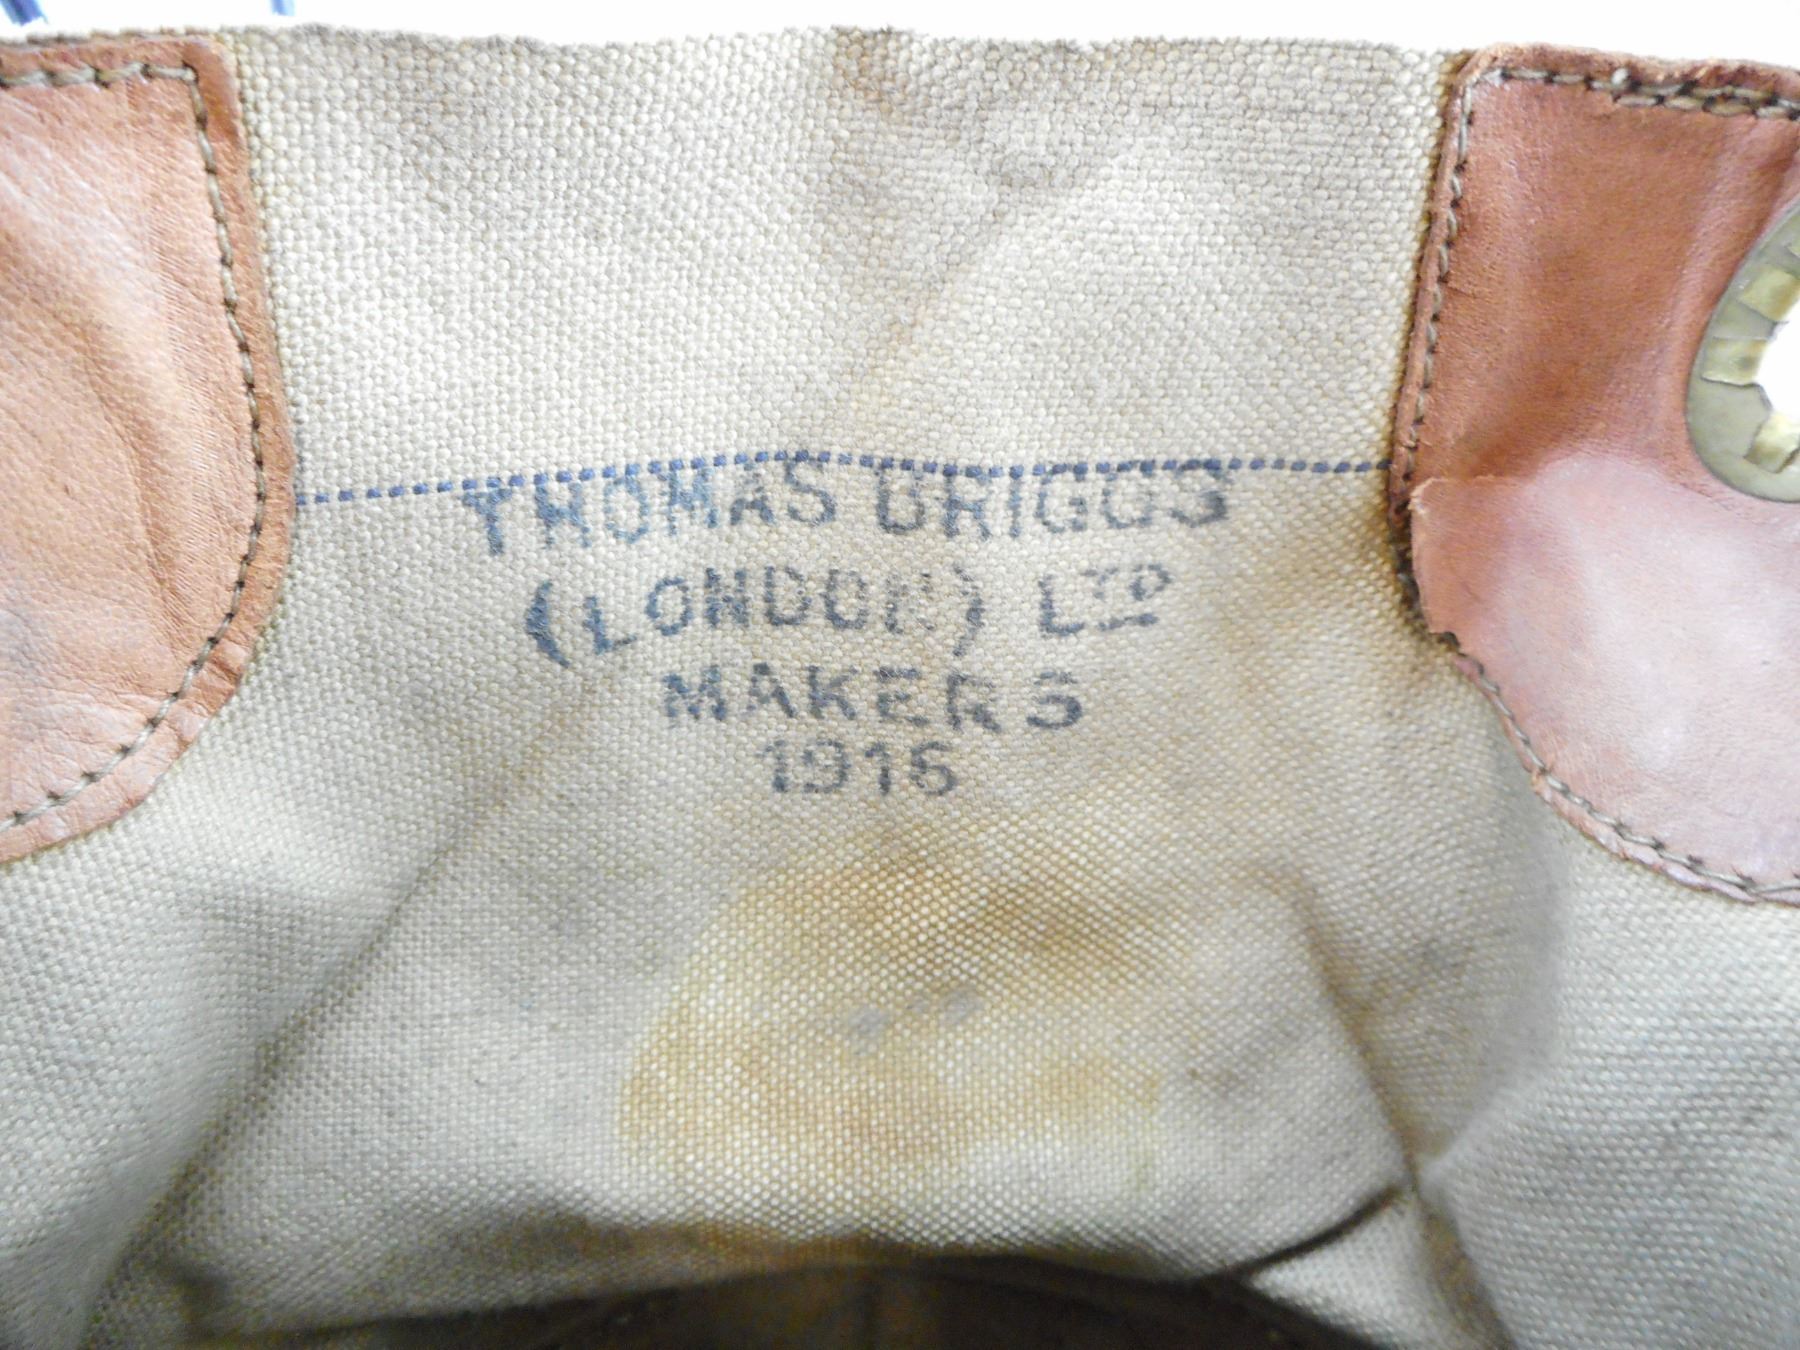 THOMAS BRIGGS
(LONDON) LTD
MAKERS
1916